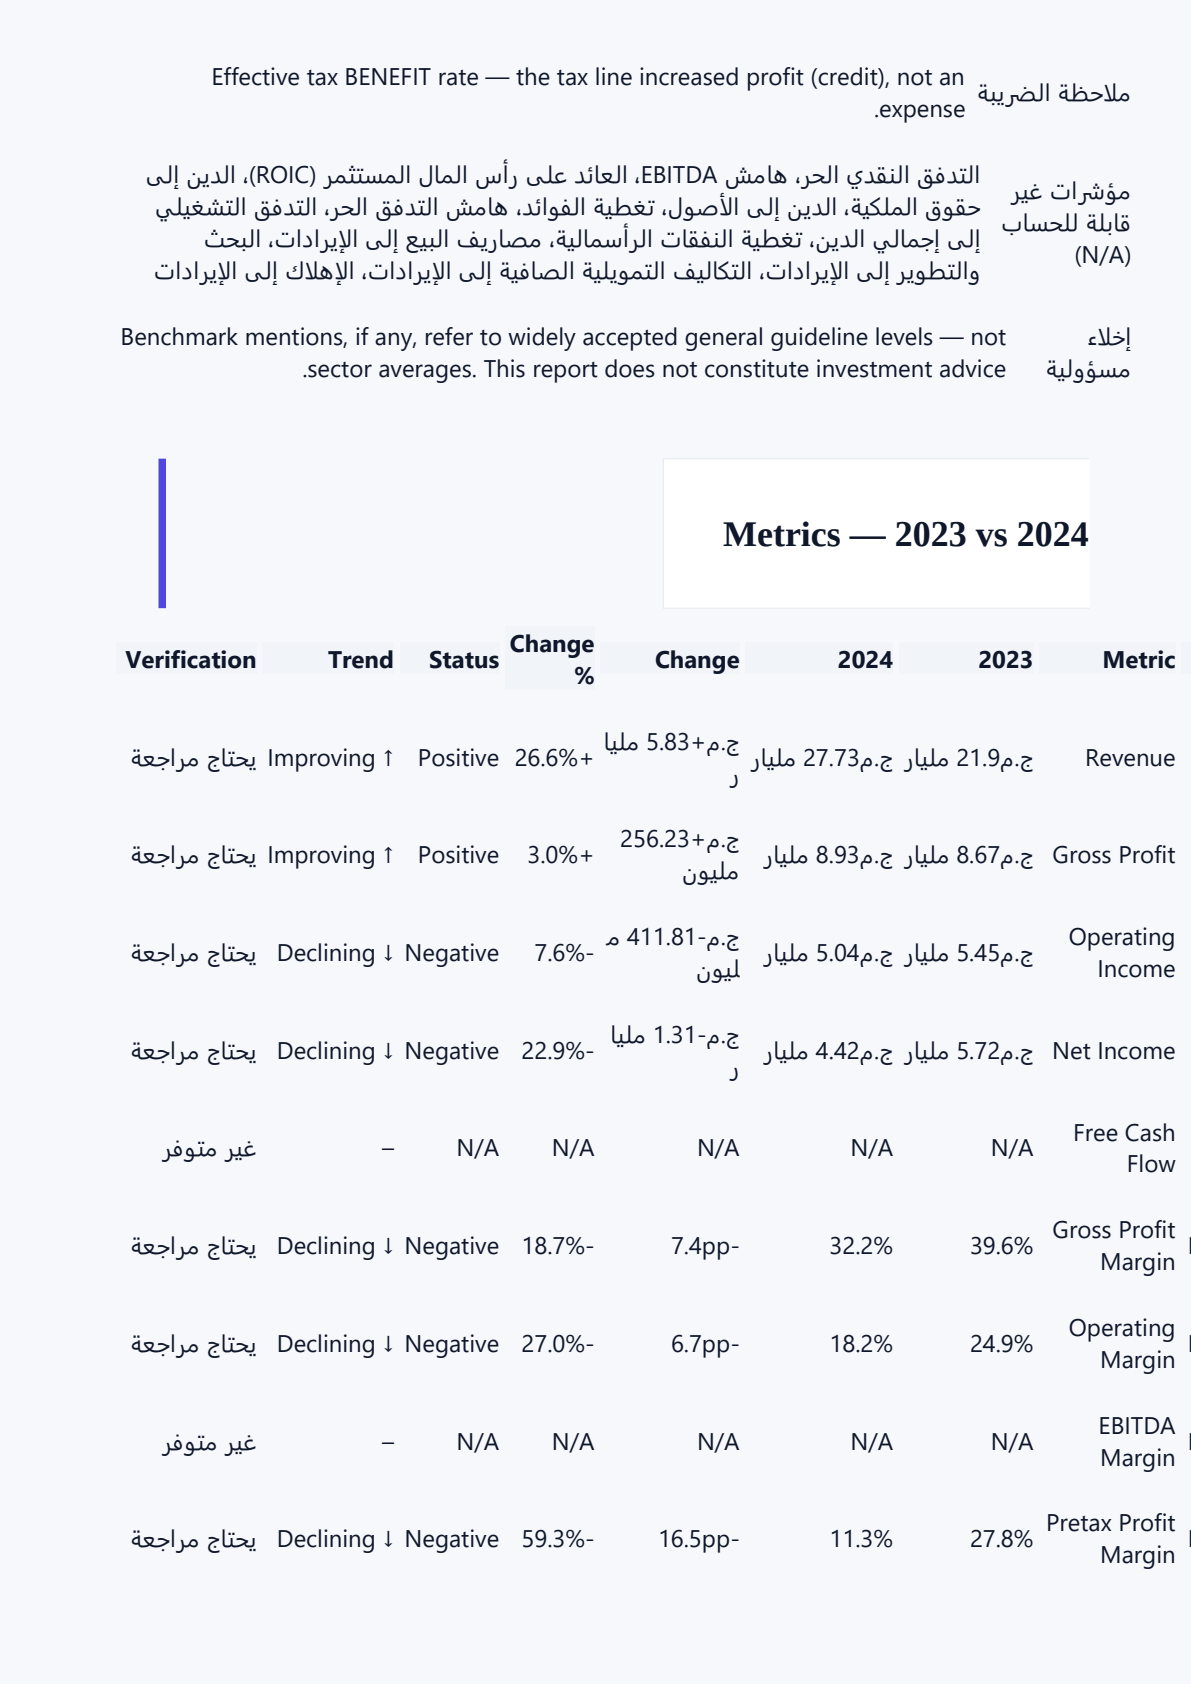 ملاحظة الضريبة Effective tax BENEFIT rate — the tax line increased profit (credit), not an
expense.
مؤشرات غير
قابلة للحساب
(N/A)
التدفق النقدي الحر، هامش EBITDA، العائد على رأس المال المستثمر (ROIC)، الدين إلى
حقوق الملكية، الدين إلى الأصول، تغطية الفوائد، هامش التدفق الحر، التدفق التشغيلي
إلى إجمالي الدين، تغطية النفقات الرأسمالية، مصاريف البيع إلى الإيرادات، البحث
والتطوير إلى الإيرادات، التكاليف التمويلية الصافية إلى الإيرادات، الإهلاك إلى الإيرادات
إخلاء
مسؤولية
Benchmark mentions, if any, refer to widely accepted general guideline levels — not
sector averages. This report does not constitute investment advice.
Metrics — 2023 vs 2024
Metric 2023 2024 Change Change % Status Trend Verification
Revenue ج.م21.9 مليار ج.م27.73 مليار ج.م+5.83 مليار +26.6% Positive Improving ↑ يحتاج مراجعة
Gross Profit ج.م8.67 مليار ج.م8.93 مليار ج.م+256.23 مليون +3.0% Positive Improving ↑ يحتاج مراجعة
Operating Income ج.م5.45 مليار ج.م5.04 مليار ج.م-411.81 مليون -7.6% Negative Declining ↓ يحتاج مراجعة
Net Income ج.م5.72 مليار ج.م4.42 مليار ج.م-1.31 مليار -22.9% Negative Declining ↓ يحتاج مراجعة
Free Cash Flow N/A N/A N/A N/A N/A – غير متوفر
Gross Profit Margin 39.6% 32.2% -7.4pp -18.7% Negative Declining ↓ يحتاج مراجعة
Operating Margin 24.9% 18.2% -6.7pp -27.0% Negative Declining ↓ يحتاج مراجعة
EBITDA Margin N/A N/A N/A N/A N/A – غير متوفر
Pretax Profit Margin 27.8% 11.3% -16.5pp -59.3% Negative Declining ↓ يحتاج مراجعة